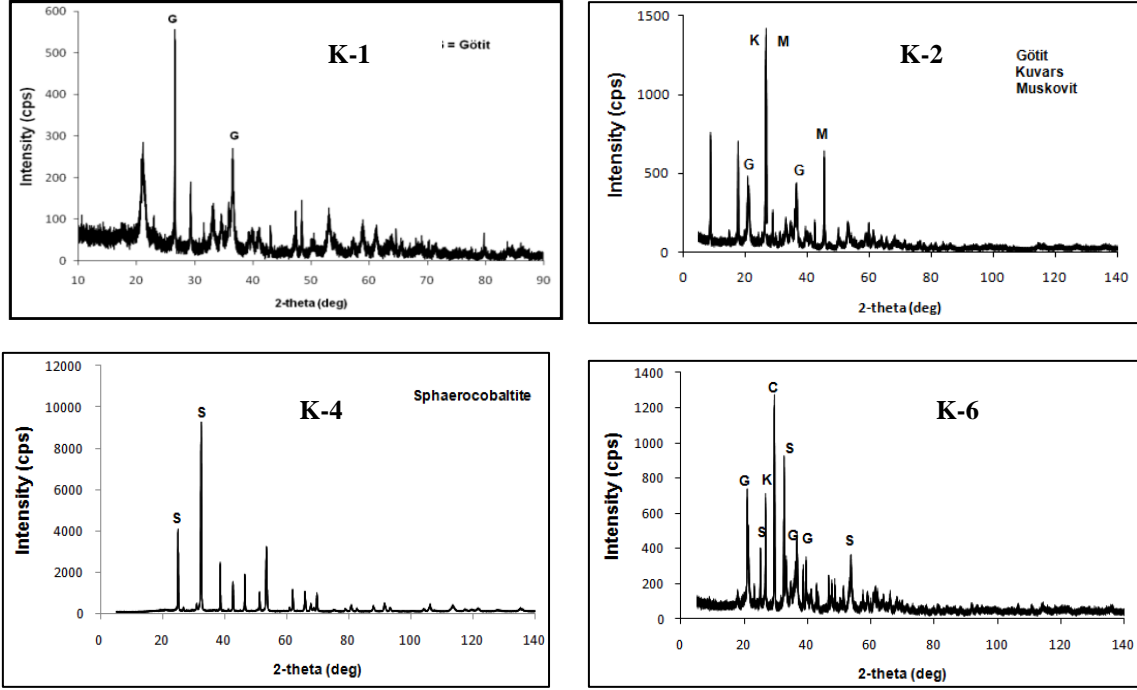 600
500
400
300
200
100
0
Intensity (cps)
G
G
K-1
= Götit
10 20 30 40 50 60 70 80 90
2-theta (deg)
1500
1000
500
0
Intensity (cps)
K M
G
G
M
K-2
Götit
Kuvars
Muskovit
0 20 40 60 80 100 120 140
2-theta (deg)
12000
10000
8000
6000
4000
2000
0
Intensity (cps)
S
S
K-4
Sphaerocobaltite
0 20 40 60 80 100 120 140
2-theta (deg)
1400
1200
1000
800
600
400
200
0
Intensity (cps)
C
S
G K
S G G S
K-6
0 20 40 60 80 100 120 140
2-theta (deg)